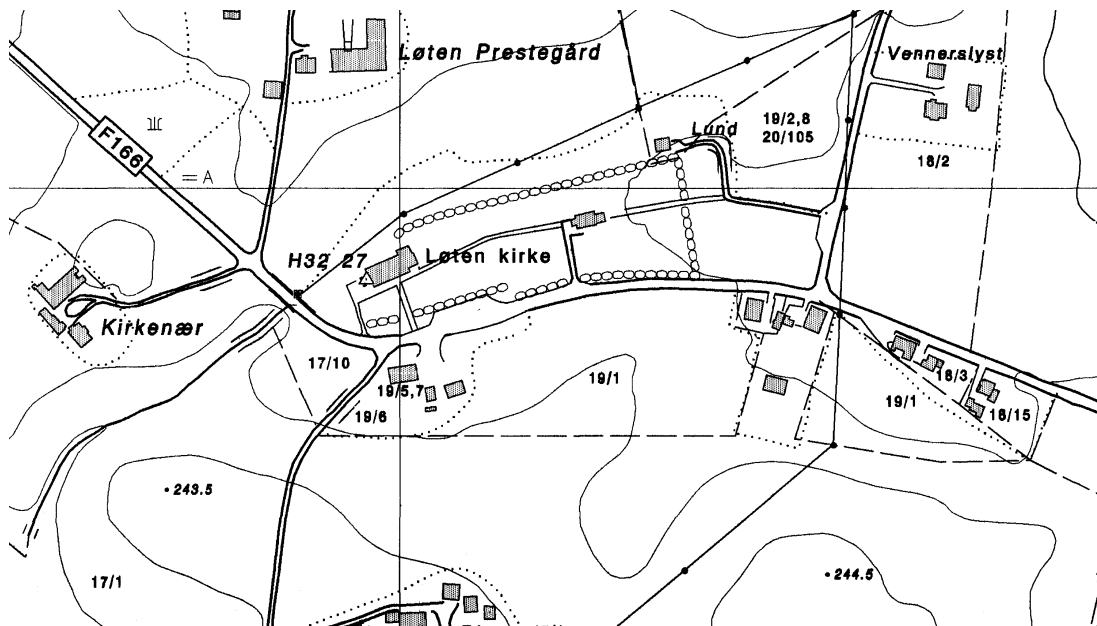 Løten Prestegård
Vennerslyst
F166
19/2,8
20/105
Lund
18/2
A
H32 27
Løten kirke
Kirkenær
17/10
19/5,7
19/6
19/1
18/3
19/1
18/15
243.5
17/1
244.5